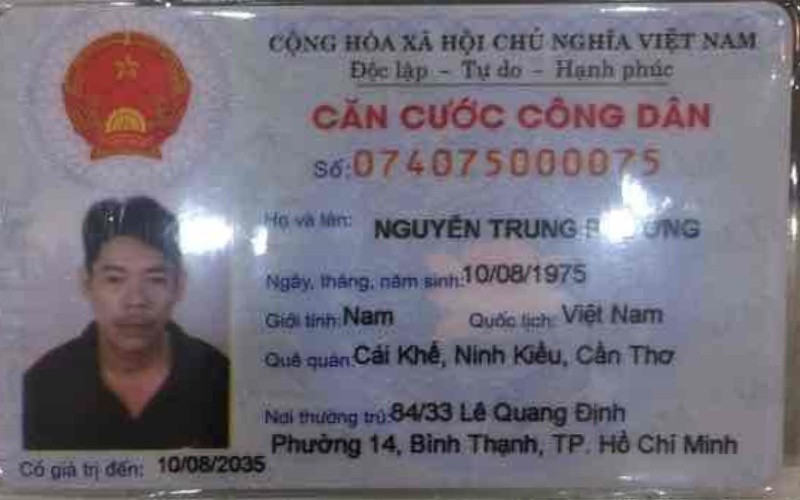 CỘNG HÒA XÃ HỘI CHỦ NGHĨA VIỆT NAM
Độc lập – Tự do – Hạnh phúc
CĂN CƯỚC CÔNG DÂN
Số: 074075000075
Họ và tên: NGUYỄN TRUNG
Ngày, tháng, năm sinh: 10/08/1975
Giới tính: Nam Quốc tịch: Việt Nam
Quê quán: Cái Khế, Ninh Kiều, Cần Thơ
Nơi thường trú: 84/33 Lê Quang Định
Phường 14, Bình Thạnh, TP. Hồ Chí Minh
Có giá trị đến: 10/08/2035